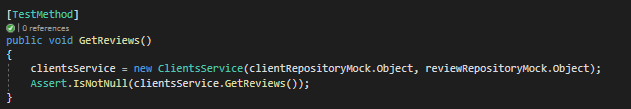 [TestMethod]
| 0 references
public void GetReviews()
{
clientsService = new ClientsService(clientRepositoryMock.Object, reviewRepositoryMock.Object);
Assert.IsNotNull(clientsService.GetReviews());
}